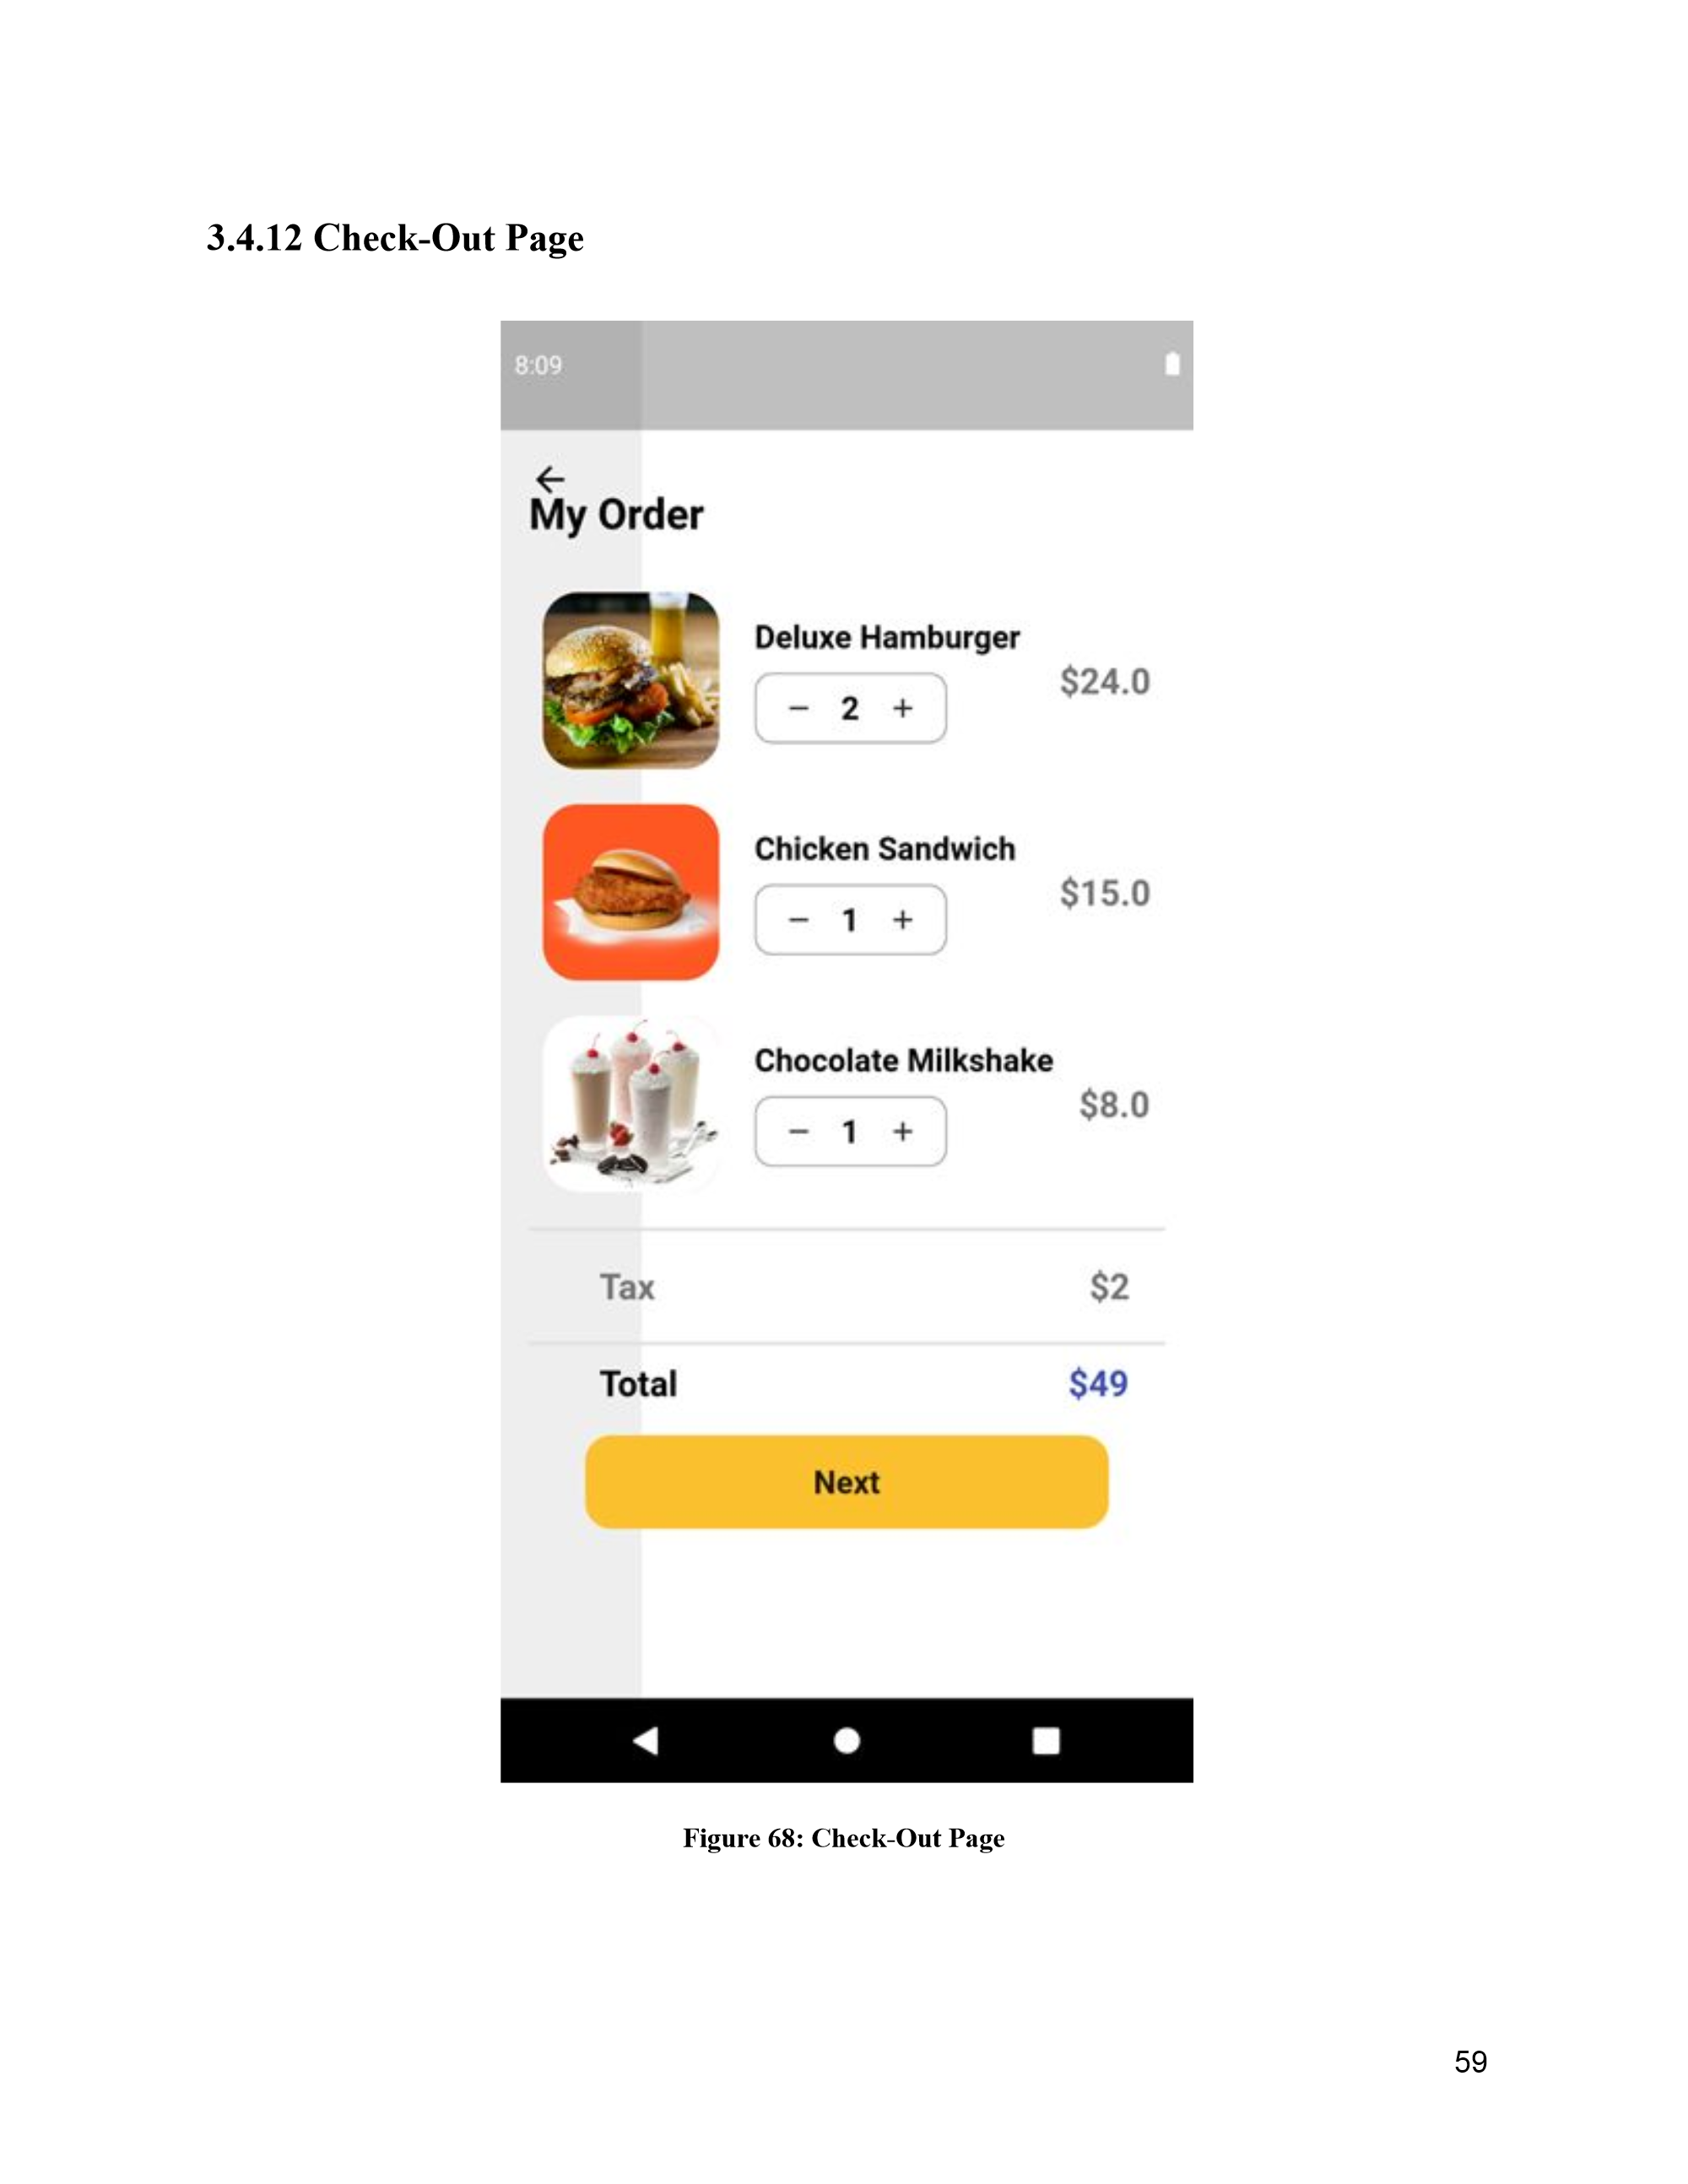 3.4.12 Check-Out Page
8:09
My Order
Deluxe Hamburger
− 2 +
$24.0
Chicken Sandwich
− 1 +
$15.0
Chocolate Milkshake
− 1 +
$8.0
Tax $2
Total $49
Next
Figure 68: Check-Out Page
59